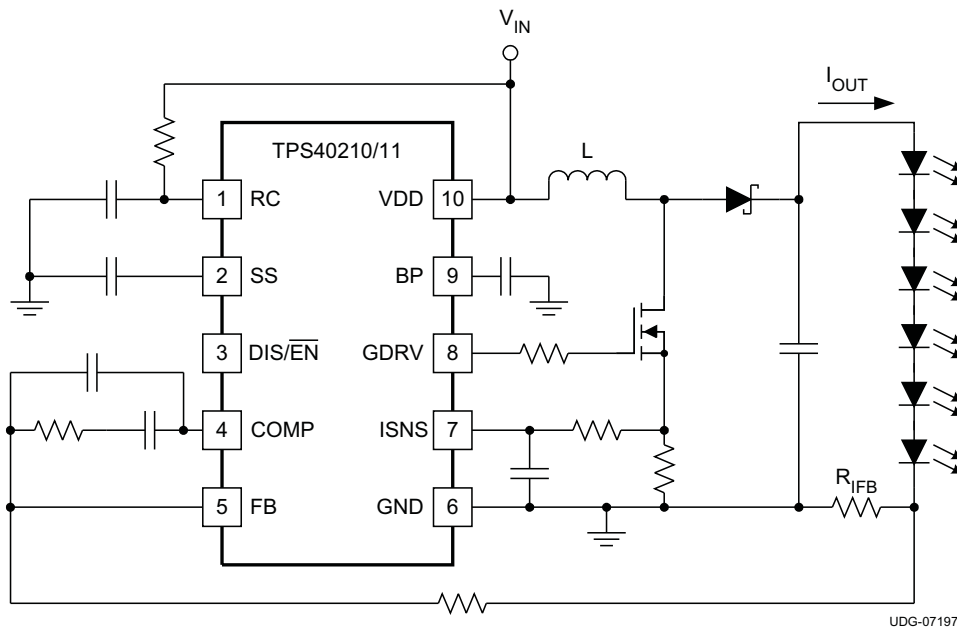 V_IN
I_OUT
TPS40210/11
L
1 RC
VDD 10
2 SS
BP 9
3 DIS/E̅N̅
GDRV 8
4 COMP
ISNS 7
5 FB
GND 6
R_IFB
UDG-07197